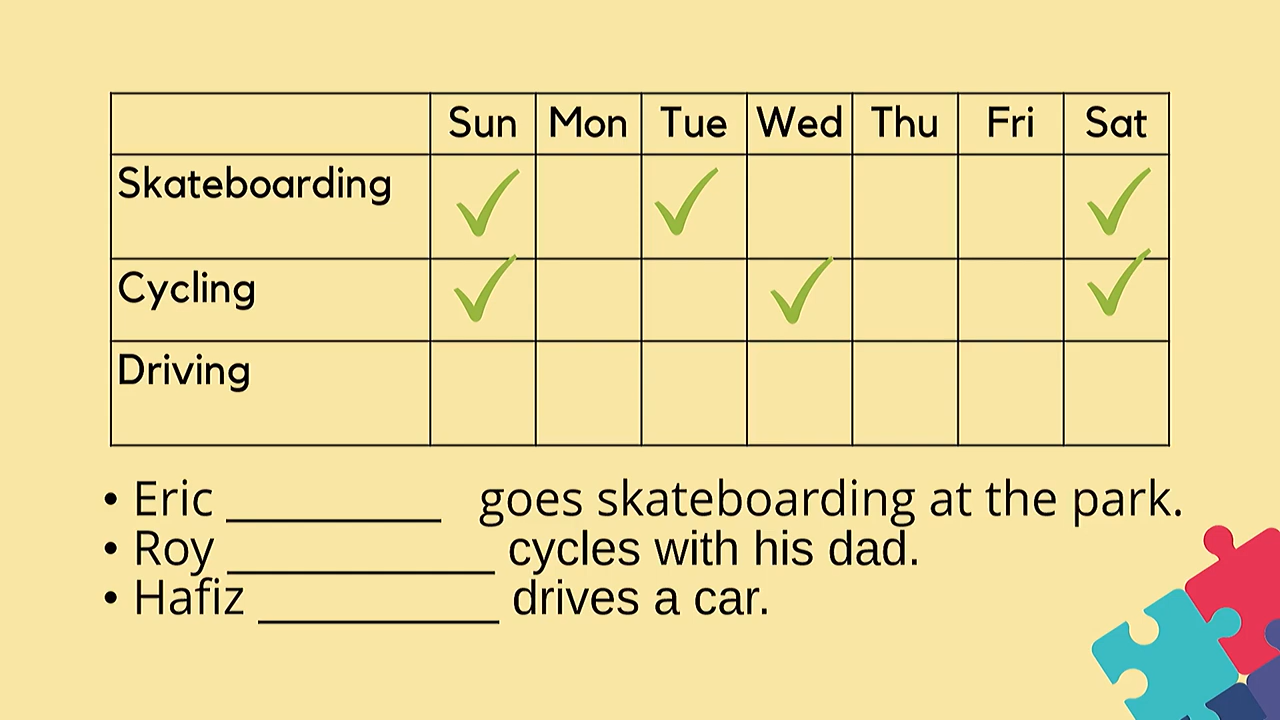 Sun Mon Tue Wed Thu Fri Sat
Skateboarding
Cycling
Driving
• Eric _________ goes skateboarding at the park.
• Roy ___________ cycles with his dad.
• Hafiz __________ drives a car.